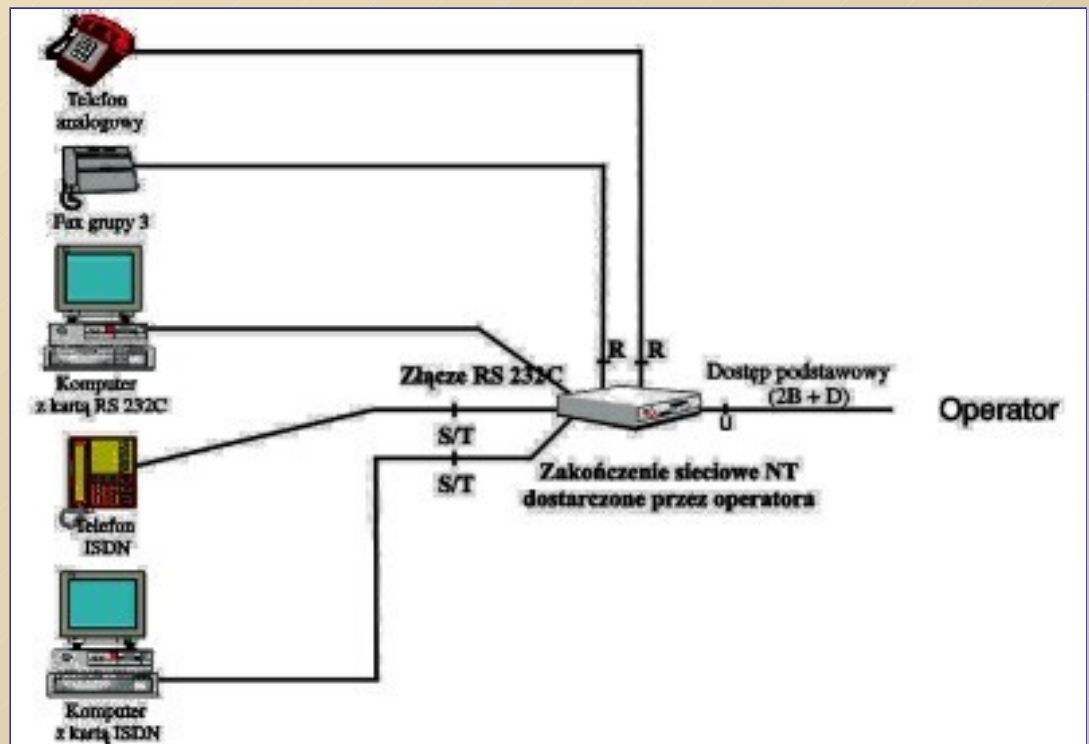 Telefon
analogowy
Fax grupy 3
Komputer
z kartą RS 232C
Telefon
ISDN
Komputer
z kartą ISDN
Złącze RS 232C
R R
S/T
S/T
Dostęp podstawowy
(2B + D)
U
Operator
Zakończenie sieciowe NT
dostarczone przez operatora